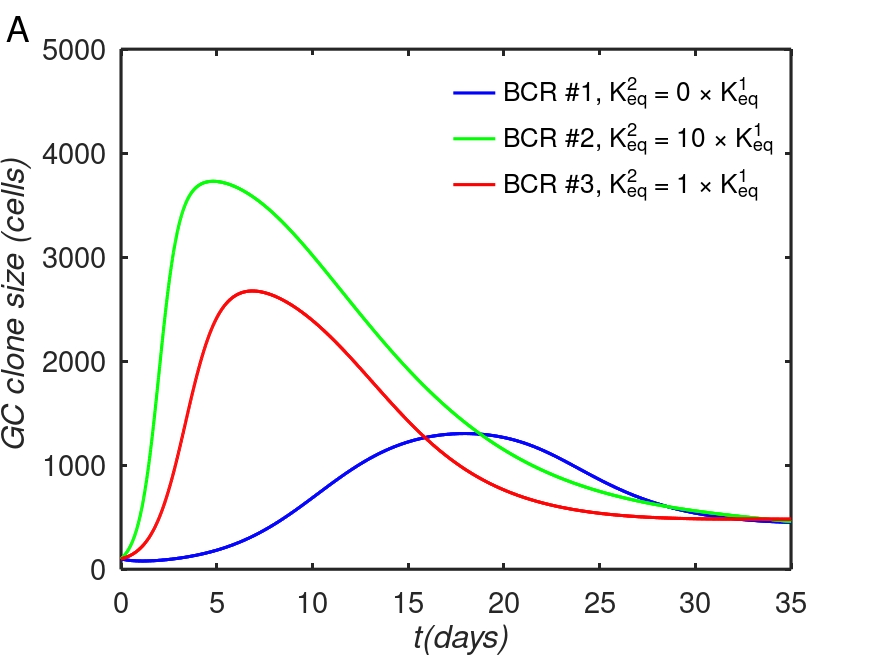 A
5000
4000
3000
2000
1000
0
GC clone size (cells)
BCR #1, K²eq = 0 × K¹eq
BCR #2, K²eq = 10 × K¹eq
BCR #3, K²eq = 1 × K¹eq
0 5 10 15 20 25 30 35
t(days)